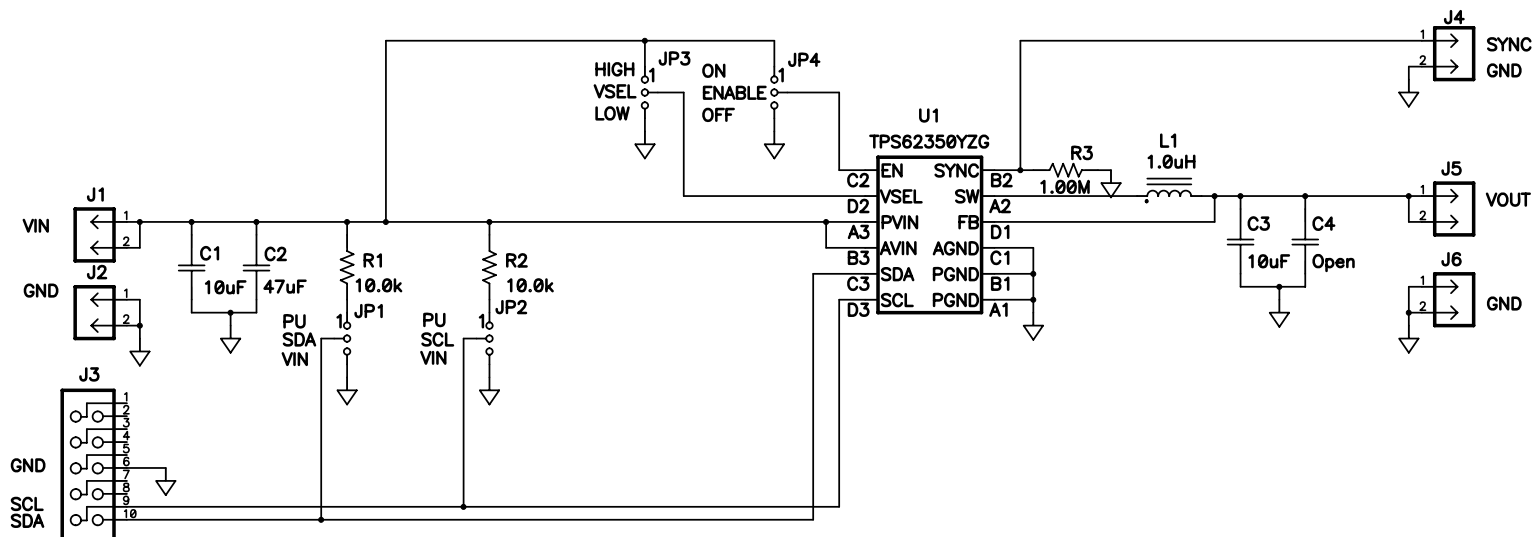 J4
1
SYNC
2
GND
JP3
HIGH
1
VSEL
LOW
JP4
ON
1
ENABLE
OFF
U1
TPS62350YZG
EN
C2
VSEL
D2
PVIN
A3
AVIN
B3
SDA
C3
SCL
D3
SYNC
B2
SW
A2
FB
D1
AGND
C1
PGND
B1
PGND
A1
R3
1.00M
L1
1.0uH
J5
1
VOUT
2
C3
10uF
C4
Open
J6
1
GND
2
J1
VIN
1
2
J2
GND
1
2
C1
10uF
C2
47uF
R1
10.0k
R2
10.0k
JP1
PU
1
SDA
VIN
JP2
PU
1
SCL
VIN
J3
1
2
3
4
5
GND
6
7
8
SCL
9
SDA
10